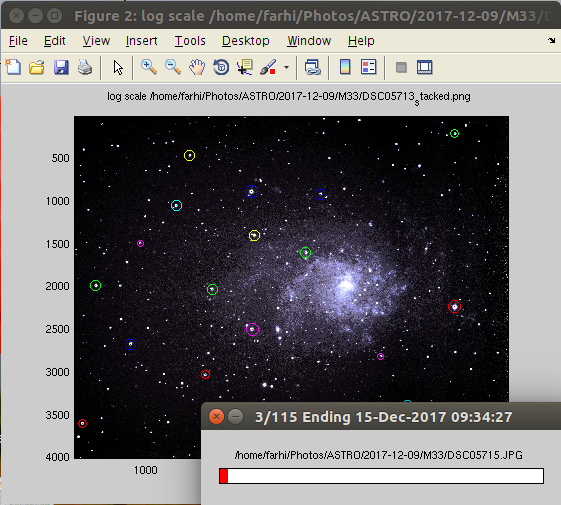 Figure 2: log scale /home/farhi/Photos/ASTRO/2017-12-09/M33/D
File Edit View Insert Tools Desktop Window Help
log scale /home/farhi/Photos/ASTRO/2017-12-09/M33/DSC05713stacked.png
500
1000
1500
2000
2500
3000
3500
4000
1000
3/115 Ending 15-Dec-2017 09:34:27
/home/farhi/Photos/ASTRO/2017-12-09/M33/DSC05715.JPG